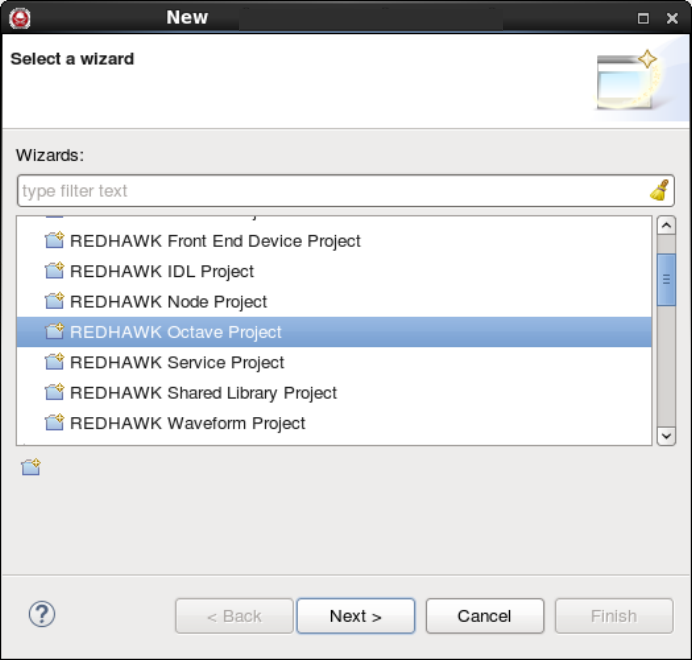 New
Select a wizard
Wizards:
type filter text
REDHAWK Front End Device Project
REDHAWK IDL Project
REDHAWK Node Project
REDHAWK Octave Project
REDHAWK Service Project
REDHAWK Shared Library Project
REDHAWK Waveform Project
?
< Back
Next >
Cancel
Finish